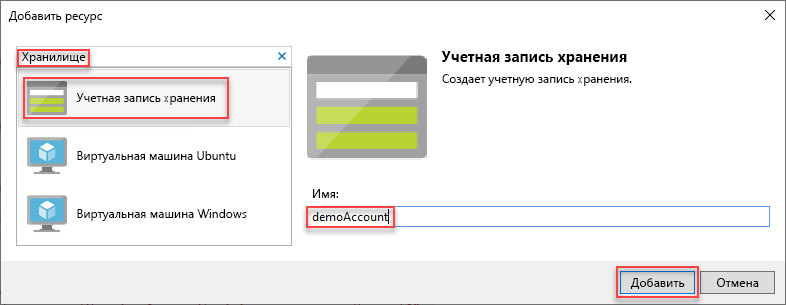 Добавить ресурс
Хранилище
Учетная запись хранения
Виртуальная машина Ubuntu
Виртуальная машина Windows
Учетная запись хранения
Создает учетную запись хранения.
Имя:
demoAccount
Добавить
Отмена